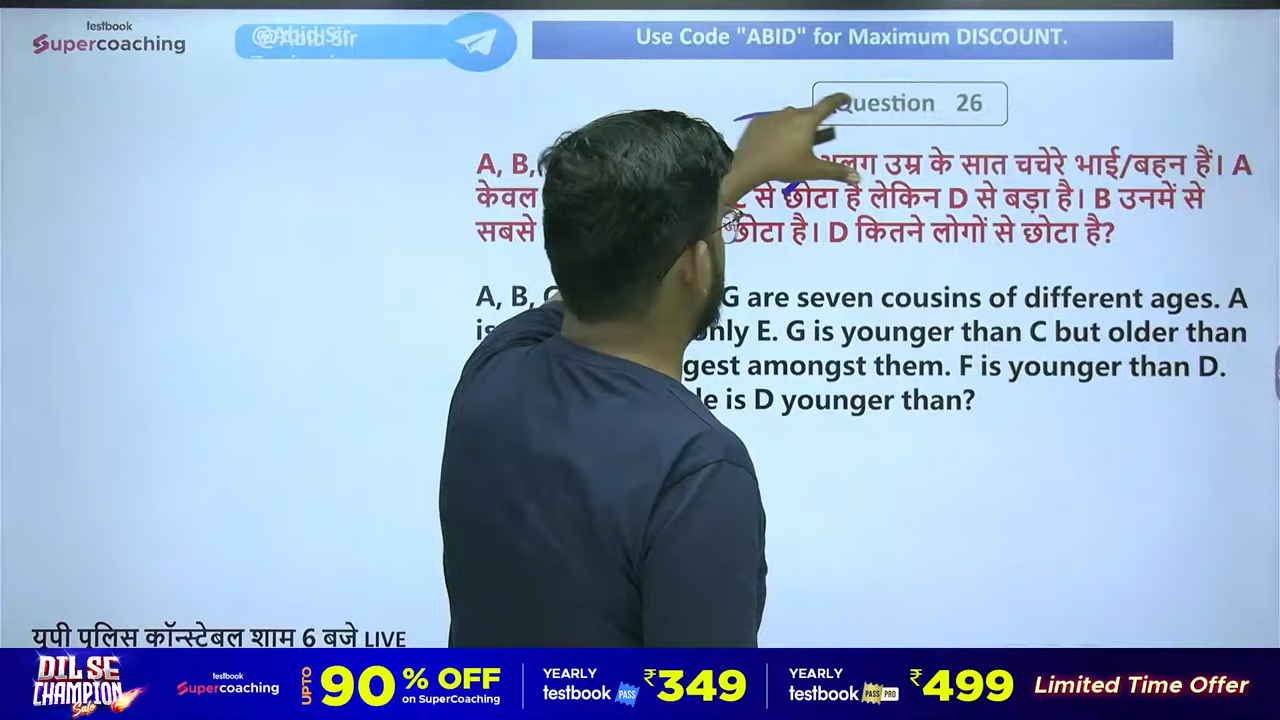 testbook
Supercoaching
@Abid Sir
Use Code "ABID" for Maximum DISCOUNT.
Question 26
A, B, अलग उम्र के सात चचेरे भाई/बहन हैं। A
केवल से छोटा है लेकिन D से बड़ा है। B उनमें से
सबसे छोटा है। D कितने लोगों से छोटा है?
A, B, G are seven cousins of different ages. A
only E. G is younger than C but older than
amongst them. F is younger than D.
is D younger than?
यूपी पुलिस कॉन्स्टेबल शाम 6 बजे LIVE
DIL SE
CHAMPION
Sale
testbook
Supercoaching
UPTO
90% OFF
on SuperCoaching
YEARLY
testbook PASS
₹349
YEARLY
testbook PASS PRO
₹499
Limited Time Offer